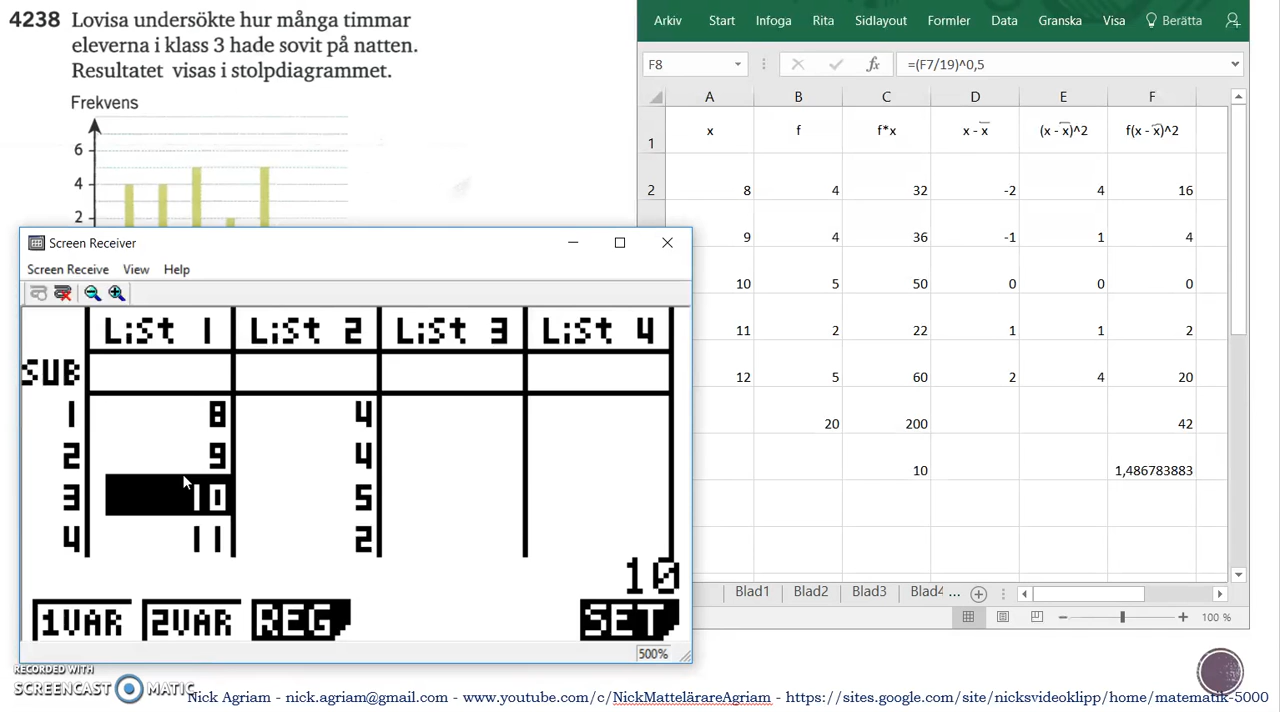 4238 Lovisa undersökte hur många timmar
eleverna i klass 3 hade sovit på natten.
Resultatet visas i stolpdiagrammet.
Frekvens
6
4
2
Arkiv Start Infoga Rita Sidlayout Formler Data Granska Visa Berätta
F8 fx =(F7/19)^0,5
A B C D E F
1 x f f*x x - x̅ (x - x̅)^2 f(x - x̅)^2
2 8 4 32 -2 4 16
9 4 36 -1 1 4
10 5 50 0 0 0
11 2 22 1 1 2
12 5 60 2 4 20
20 200 42
10 1,486783883
Blad1 Blad2 Blad3 Blad4 ...
100 %
Screen Receiver
Screen Receive View Help
List 1 List 2 List 3 List 4
SUB
1 8 4
2 9 4
3 10 5
4 11 2
10
1VAR 2VAR REG SET
500%
RECORDED WITH
SCREENCAST MATIC
Nick Agriam - nick.agriam@gmail.com - www.youtube.com/c/NickMattelärareAgriam - https://sites.google.com/site/nicksvideoklipp/home/matematik-5000